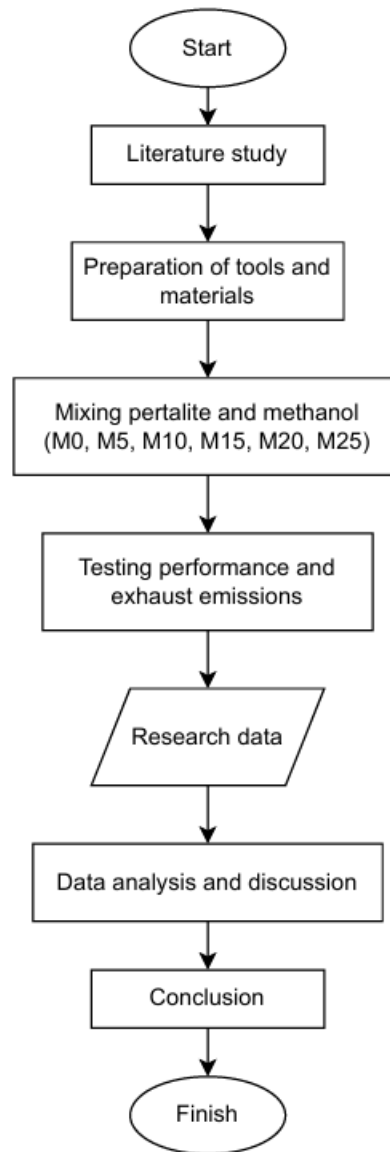 Start
Literature study
Preparation of tools and
materials
Mixing pertalite and methanol
(M0, M5, M10, M15, M20, M25)
Testing performance and
exhaust emissions
Research data
Data analysis and discussion
Conclusion
Finish